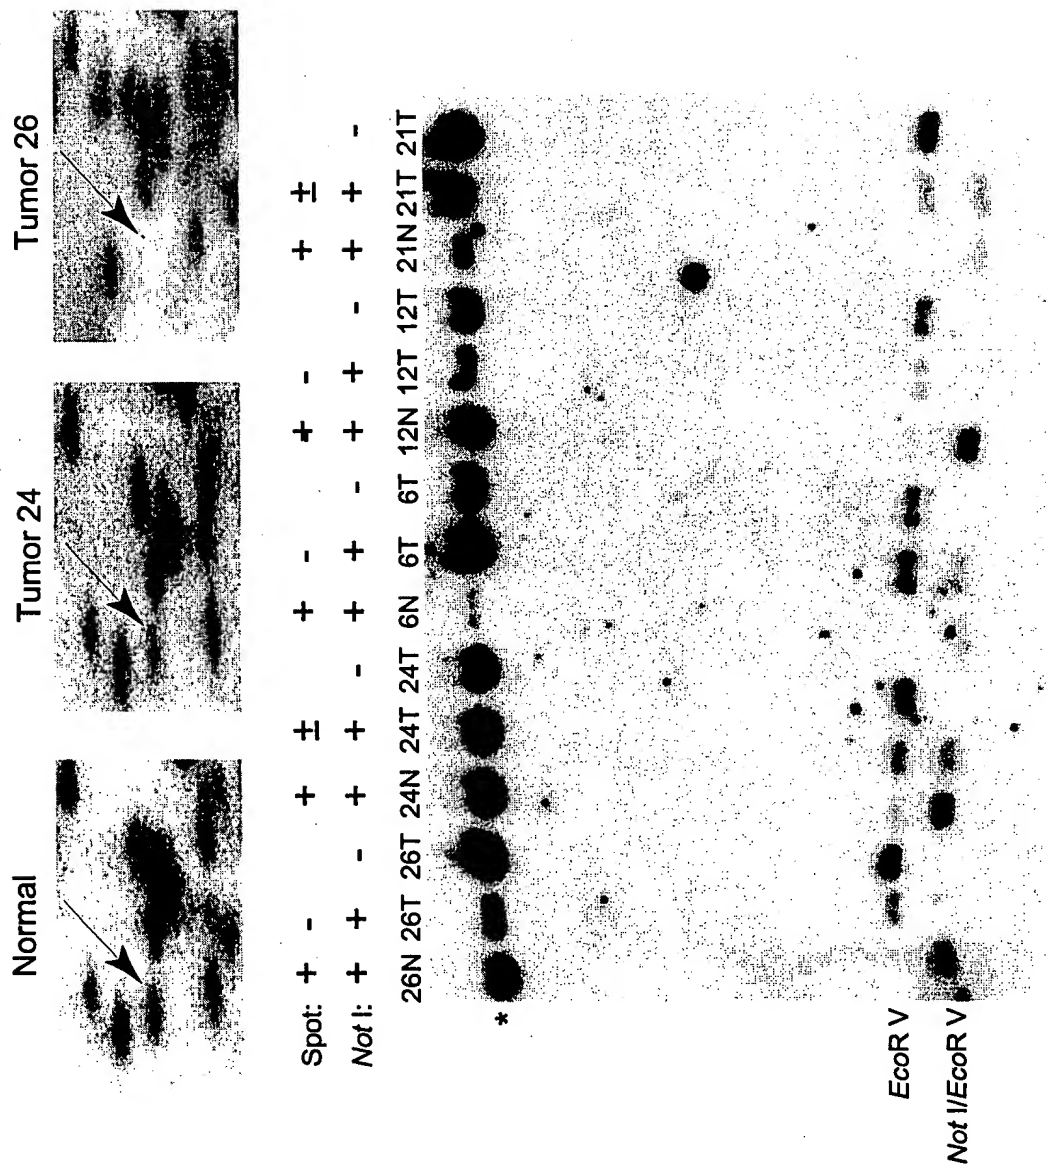 Normal Tumor 24 Tumor 26
Spot: + - + ± + - + - + ±
Not I: + + - + + - + + - + + - + + -
26N 26T 26T 24N 24T 24T 6N 6T 6T 12N 12T 12T 21N 21T 21T
*
EcoR V
Not I/EcoR V